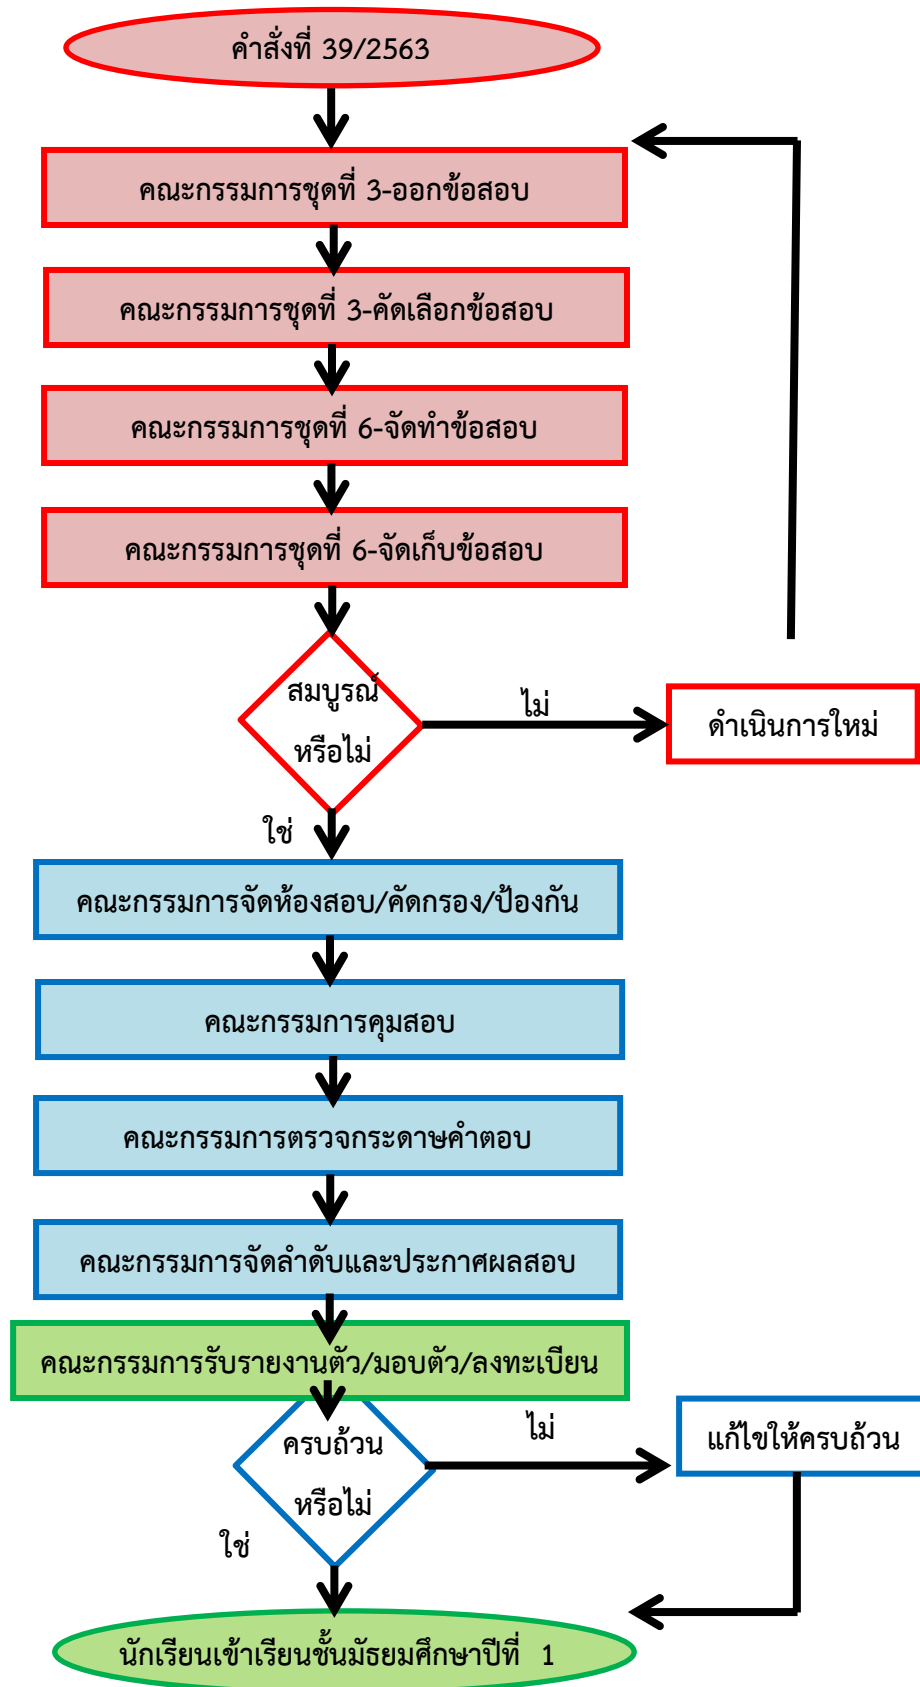 คำสั่งที่ 39/2563
คณะกรรมการชุดที่ 3-ออกข้อสอบ
คณะกรรมการชุดที่ 3-คัดเลือกข้อสอบ
คณะกรรมการชุดที่ 6-จัดทำข้อสอบ
คณะกรรมการชุดที่ 6-จัดเก็บข้อสอบ
สมบูรณ์
หรือไม่
ไม่
ดำเนินการใหม่
ใช่
คณะกรรมการจัดห้องสอบ/คัดกรอง/ป้องกัน
คณะกรรมการคุมสอบ
คณะกรรมการตรวจกระดาษคำตอบ
คณะกรรมการจัดลำดับและประกาศผลสอบ
คณะกรรมการรับรายงานตัว/มอบตัว/ลงทะเบียน
ครบถ้วน
หรือไม่
ไม่
แก้ไขให้ครบถ้วน
ใช่
นักเรียนเข้าเรียนชั้นมัธยมศึกษาปีที่ 1